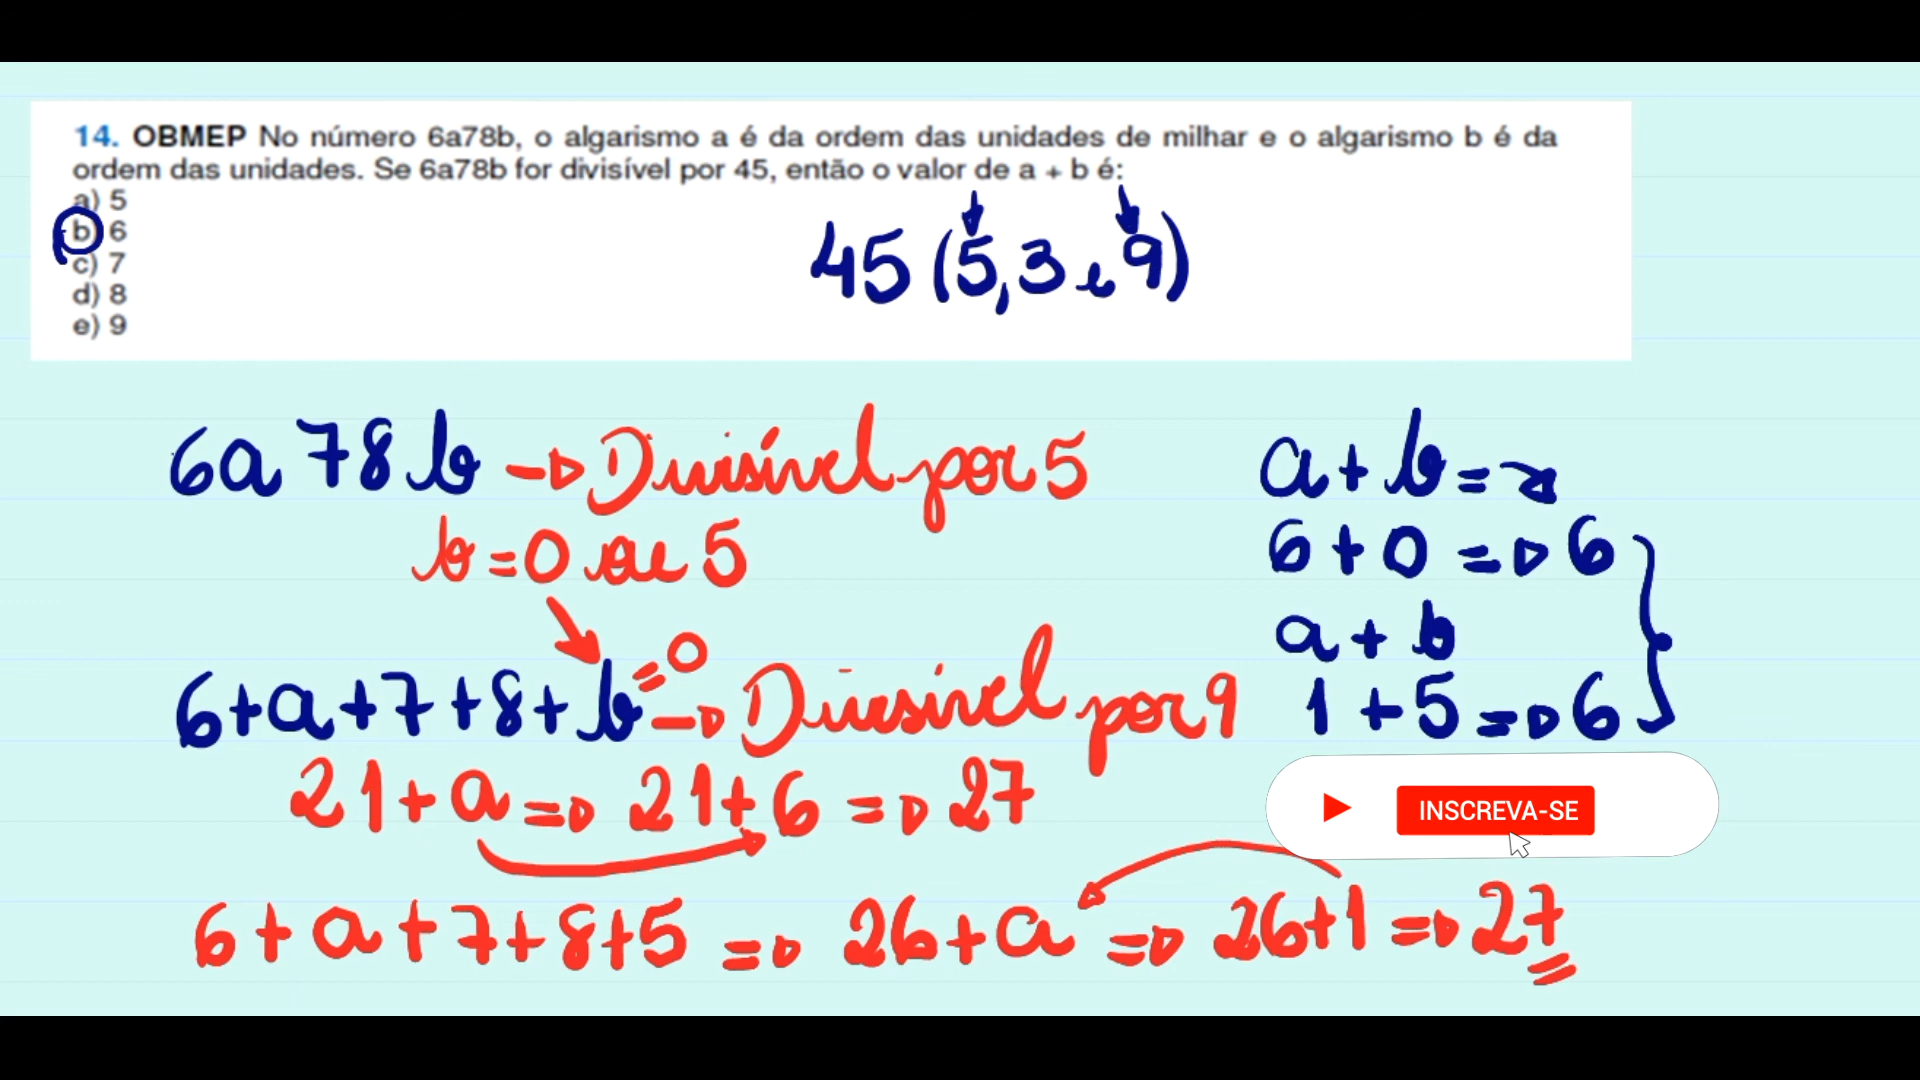 14. OBMEP No número 6a78b, o algarismo a é da ordem das unidades de milhar e o algarismo b é da
ordem das unidades. Se 6a78b for divisível por 45, então o valor de a + b é:
a) 5
b) 6
c) 7
d) 8
e) 9
45 (5, 3 e 9)
6a78b → Divisível por 5
b = 0 ou 5
6+a+7+8+b=0 → Divisível por 9
21+a ⇒ 21+6 ⇒ 27
6+a+7+8+5 ⇒ 26+a ⇒ 26+1 ⇒ 27
a + b ⇒
6 + 0 ⇒ 6
a + b
1 + 5 ⇒ 6
INSCREVA-SE